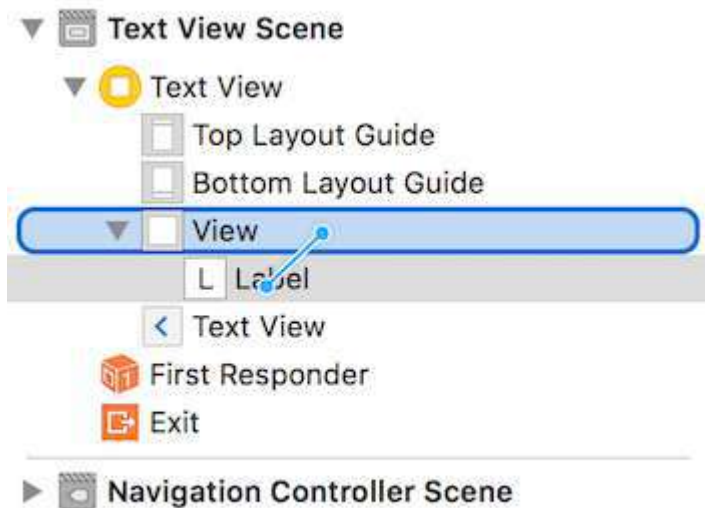 Text View Scene
Text View
Top Layout Guide
Bottom Layout Guide
View
L Label
Text View
First Responder
Exit
Navigation Controller Scene